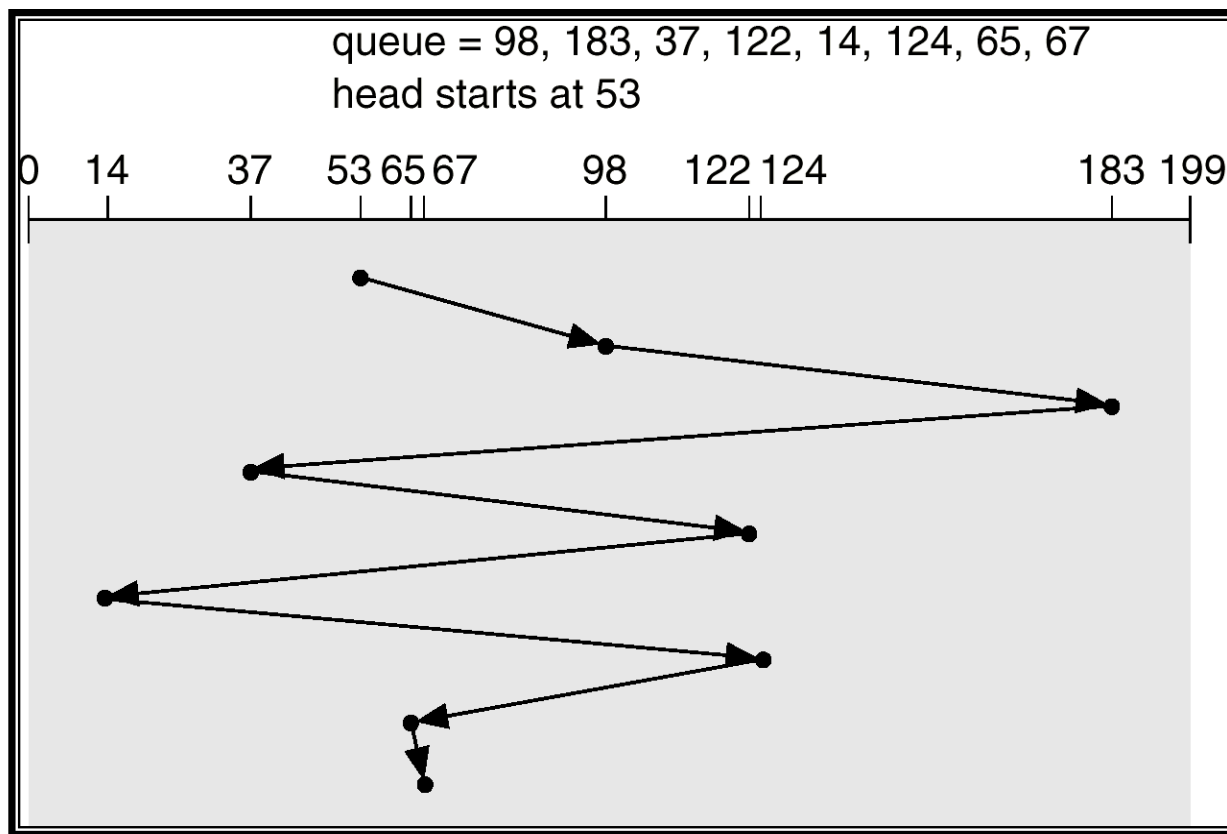 queue = 98, 183, 37, 122, 14, 124, 65, 67
head starts at 53
0 14 37 53 65 67 98 122 124 183 199